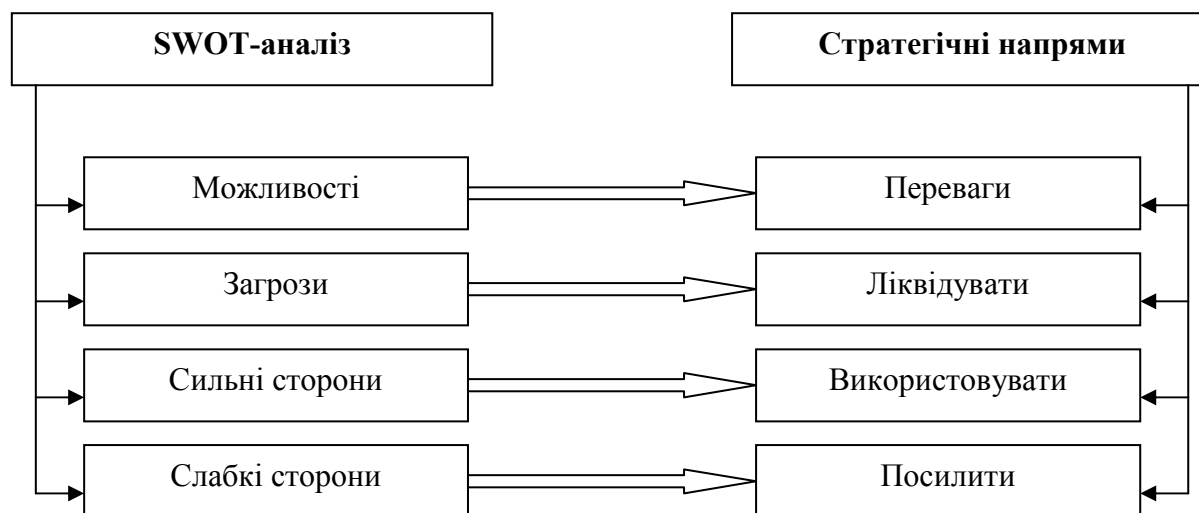 SWOT-аналіз
Стратегічні напрями
Можливості
Переваги
Загрози
Ліквідувати
Сильні сторони
Використовувати
Слабкі сторони
Посилити